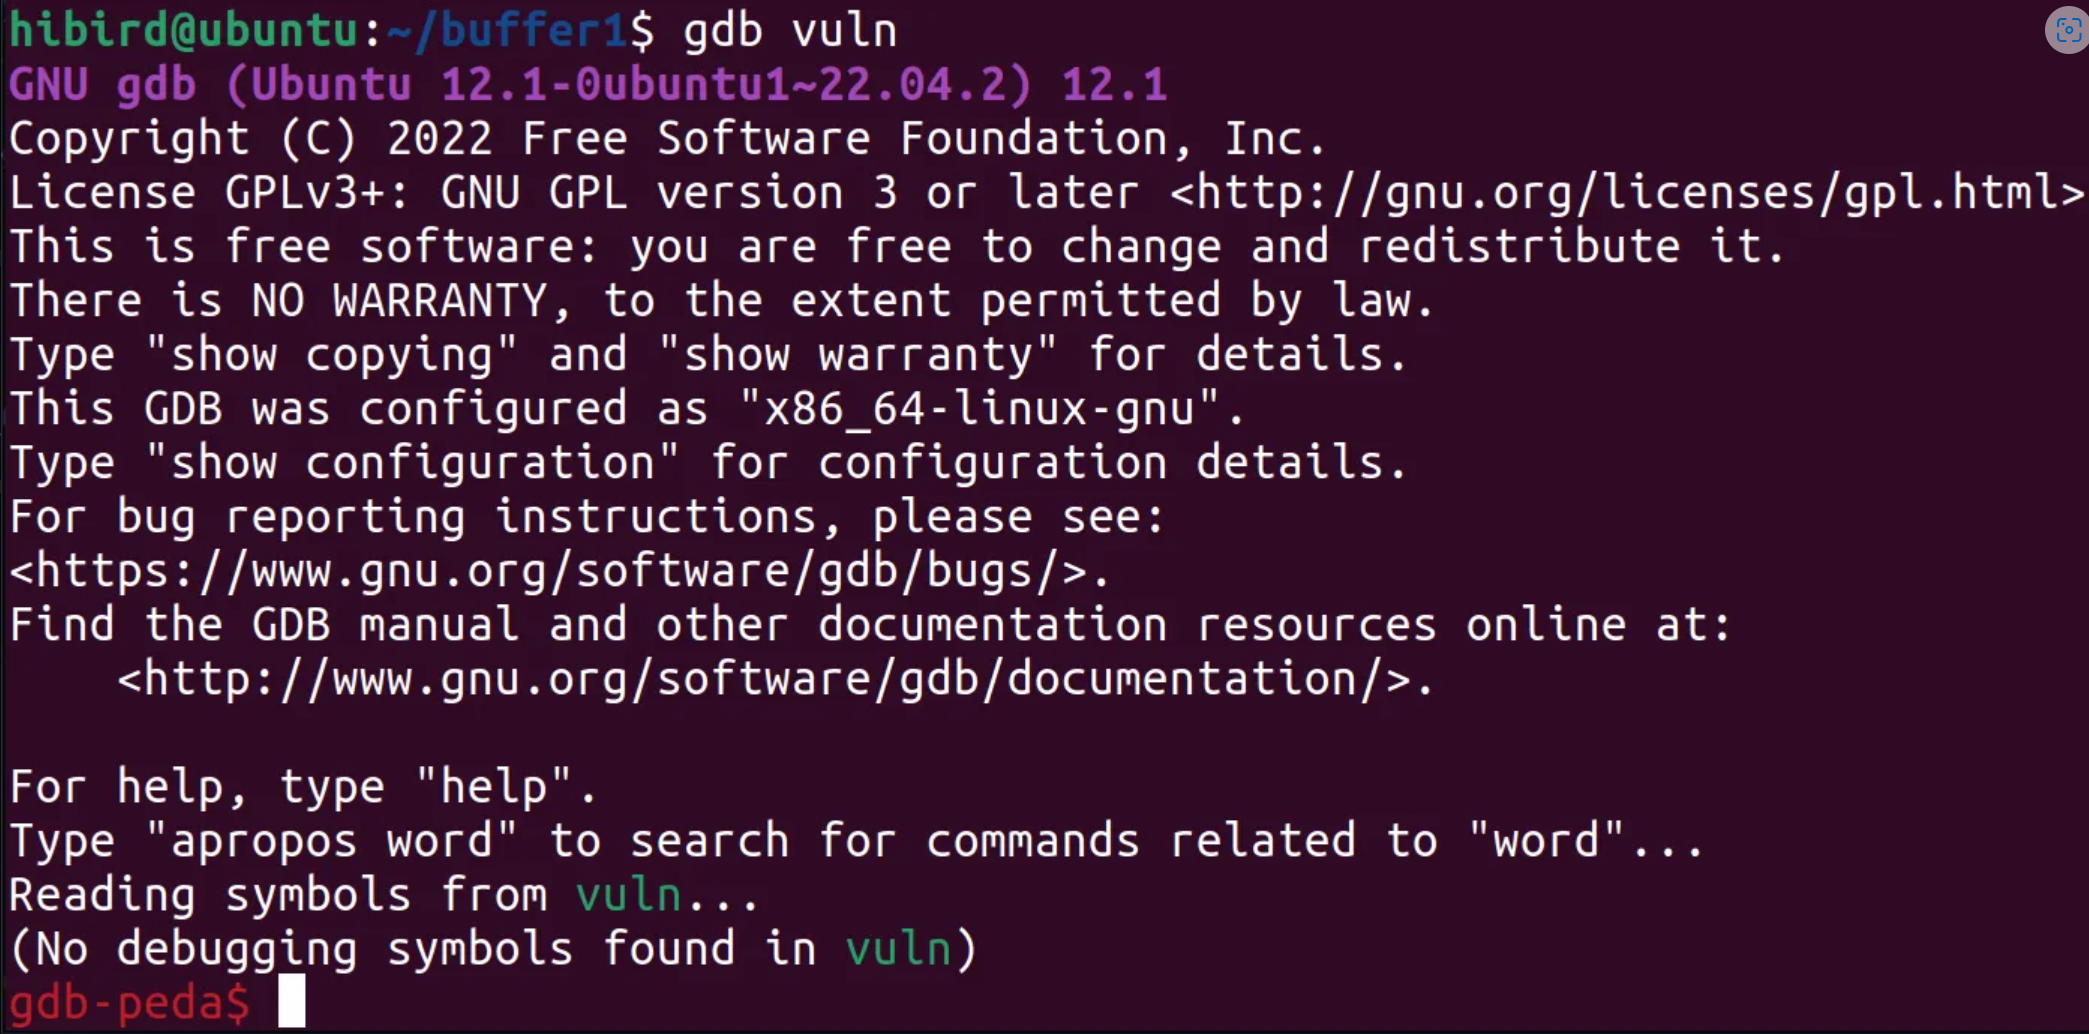 hibird@ubuntu:~/buffer1$ gdb vuln
GNU gdb (Ubuntu 12.1-0ubuntu1~22.04.2) 12.1
Copyright (C) 2022 Free Software Foundation, Inc.
License GPLv3+: GNU GPL version 3 or later <http://gnu.org/licenses/gpl.html>
This is free software: you are free to change and redistribute it.
There is NO WARRANTY, to the extent permitted by law.
Type "show copying" and "show warranty" for details.
This GDB was configured as "x86_64-linux-gnu".
Type "show configuration" for configuration details.
For bug reporting instructions, please see:
<https://www.gnu.org/software/gdb/bugs/>.
Find the GDB manual and other documentation resources online at:
    <http://www.gnu.org/software/gdb/documentation/>.

For help, type "help".
Type "apropos word" to search for commands related to "word"...
Reading symbols from vuln...
(No debugging symbols found in vuln)
gdb-peda$